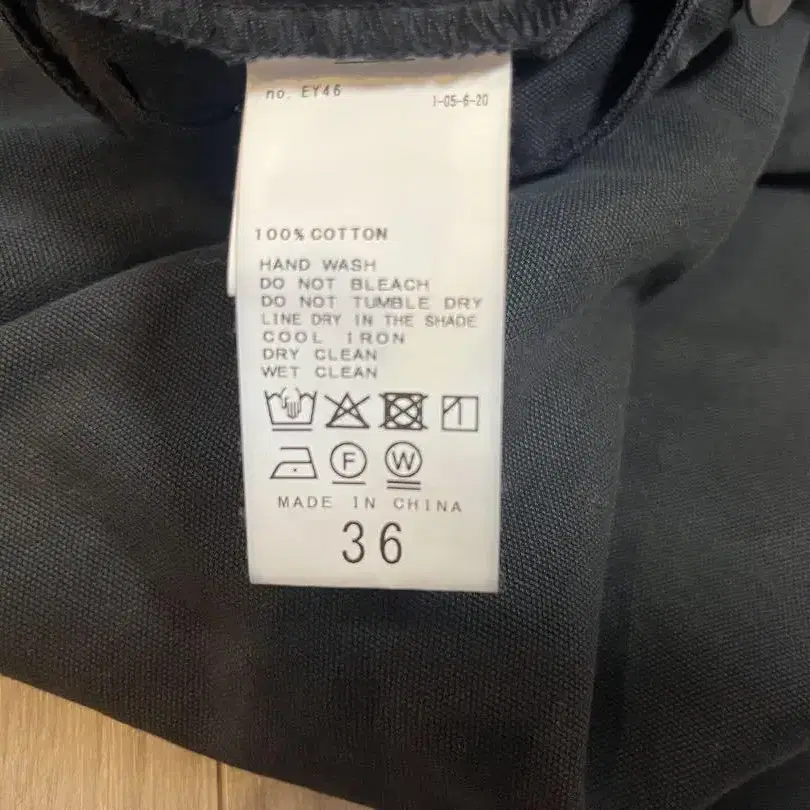 no. EY46
1-05-6-20
100% COTTON
HAND WASH
DO NOT BLEACH
DO NOT TUMBLE DRY
LINE DRY IN THE SHADE
COOL IRON
DRY CLEAN
WET CLEAN
F W
MADE IN CHINA
36